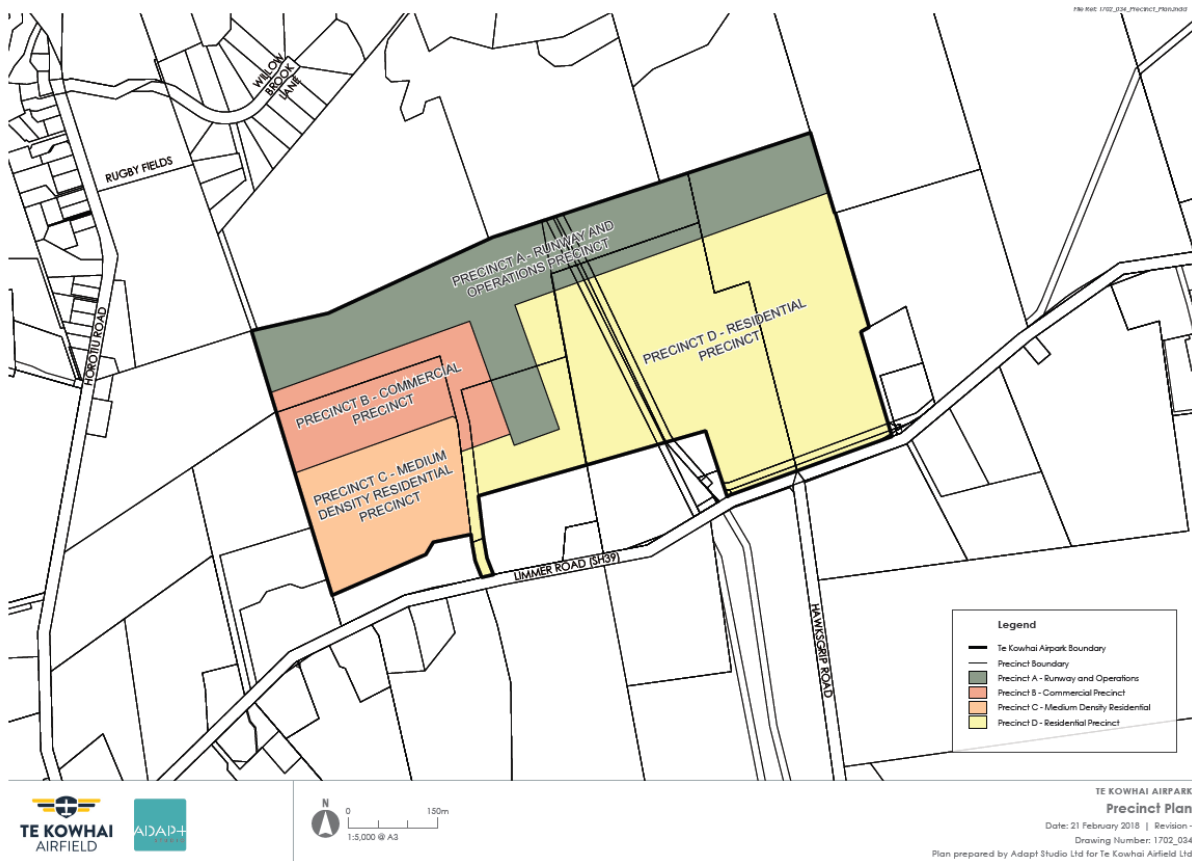 File Ref: 1702_034_Precinct_Plan.indd
WILLOW
BROOK
LANE
RUGBY FIELDS
HOROTIU ROAD
PRECINCT A - RUNWAY AND
OPERATIONS PRECINCT
PRECINCT D - RESIDENTIAL
PRECINCT
PRECINCT B - COMMERCIAL
PRECINCT
PRECINCT C - MEDIUM
DENSITY RESIDENTIAL
PRECINCT
LIMMER ROAD (SH39)
HAWKSGRIP ROAD
Legend
Te Kowhai Airpark Boundary
Precinct Boundary
Precinct A - Runway and Operations
Precinct B - Commercial Precinct
Precinct C - Medium Density Residential
Precinct D - Residential Precinct
TE KOWHAI
AIRFIELD
ADAPT
STUDIO
N
0 150m
1:5,000 @ A3
TE KOWHAI AIRPARK
Precinct Plan
Date: 21 February 2018 | Revision -
Drawing Number: 1702_034
Plan prepared by Adapt Studio Ltd for Te Kowhai Airfield Ltd